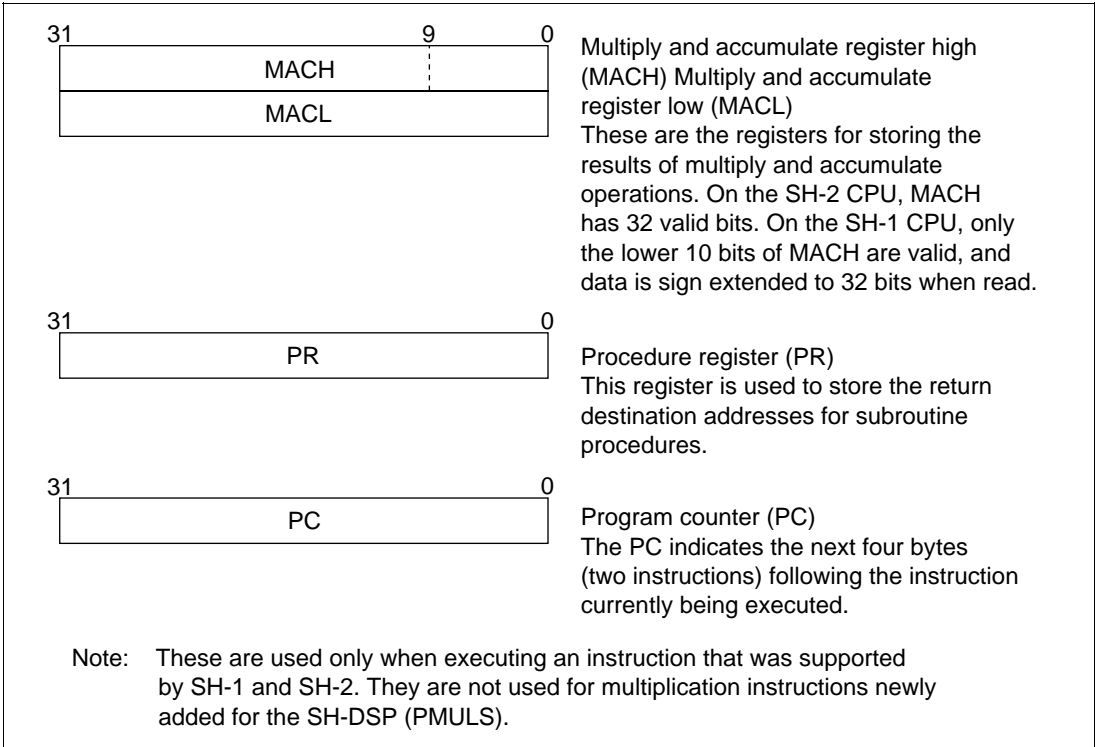 31 9 0
MACH
MACL
Multiply and accumulate register high
(MACH) Multiply and accumulate
register low (MACL)
These are the registers for storing the
results of multiply and accumulate
operations. On the SH-2 CPU, MACH
has 32 valid bits. On the SH-1 CPU, only
the lower 10 bits of MACH are valid, and
data is sign extended to 32 bits when read.
31 0
PR
Procedure register (PR)
This register is used to store the return
destination addresses for subroutine
procedures.
31 0
PC
Program counter (PC)
The PC indicates the next four bytes
(two instructions) following the instruction
currently being executed.
Note: These are used only when executing an instruction that was supported
by SH-1 and SH-2. They are not used for multiplication instructions newly
added for the SH-DSP (PMULS).